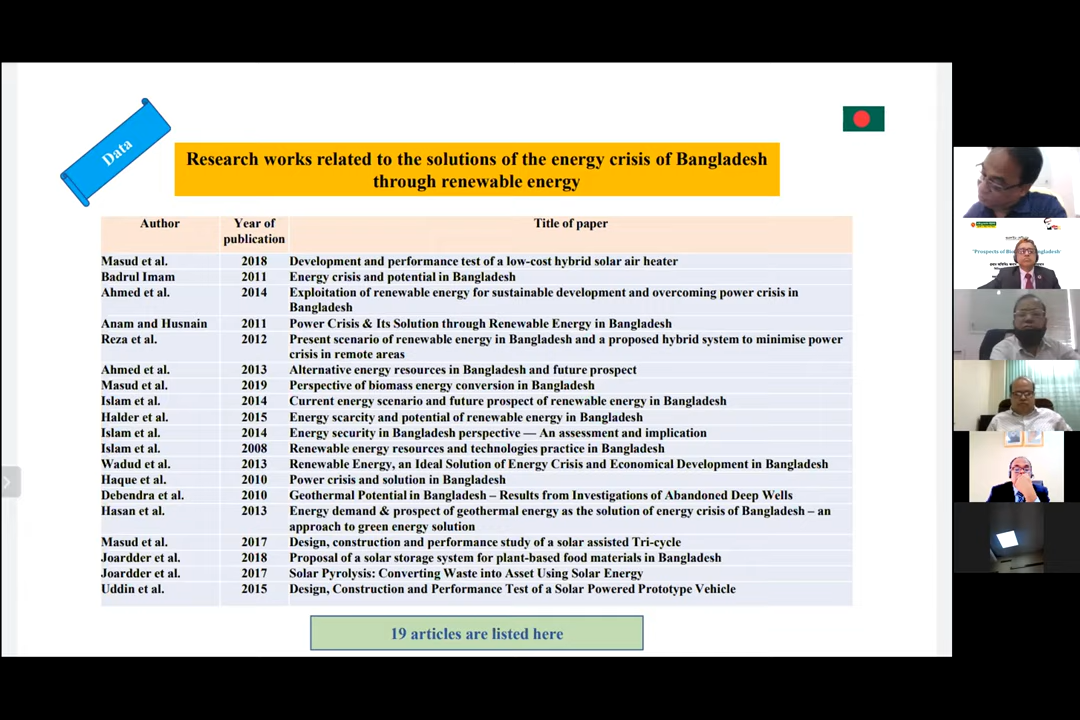 Data
Research works related to the solutions of the energy crisis of Bangladesh
through renewable energy
Author Year of publication Title of paper
Masud et al. 2018 Development and performance test of a low-cost hybrid solar air heater
Badrul Imam 2011 Energy crisis and potential in Bangladesh
Ahmed et al. 2014 Exploitation of renewable energy for sustainable development and overcoming power crisis in
Bangladesh
Anam and Husnain 2011 Power Crisis & Its Solution through Renewable Energy in Bangladesh
Reza et al. 2012 Present scenario of renewable energy in Bangladesh and a proposed hybrid system to minimise power
crisis in remote areas
Ahmed et al. 2013 Alternative energy resources in Bangladesh and future prospect
Masud et al. 2019 Perspective of biomass energy conversion in Bangladesh
Islam et al. 2014 Current energy scenario and future prospect of renewable energy in Bangladesh
Halder et al. 2015 Energy scarcity and potential of renewable energy in Bangladesh
Islam et al. 2014 Energy security in Bangladesh perspective — An assessment and implication
Islam et al. 2008 Renewable energy resources and technologies practice in Bangladesh
Wadud et al. 2013 Renewable Energy, an Ideal Solution of Energy Crisis and Economical Development in Bangladesh
Haque et al. 2010 Power crisis and solution in Bangladesh
Debendra et al. 2010 Geothermal Potential in Bangladesh – Results from Investigations of Abandoned Deep Wells
Hasan et al. 2013 Energy demand & prospect of geothermal energy as the solution of energy crisis of Bangladesh – an
approach to green energy solution
Masud et al. 2017 Design, construction and performance study of a solar assisted Tri-cycle
Joardder et al. 2018 Proposal of a solar storage system for plant-based food materials in Bangladesh
Joardder et al. 2017 Solar Pyrolysis: Converting Waste into Asset Using Solar Energy
Uddin et al. 2015 Design, Construction and Performance Test of a Solar Powered Prototype Vehicle
19 articles are listed here
"Prospects of